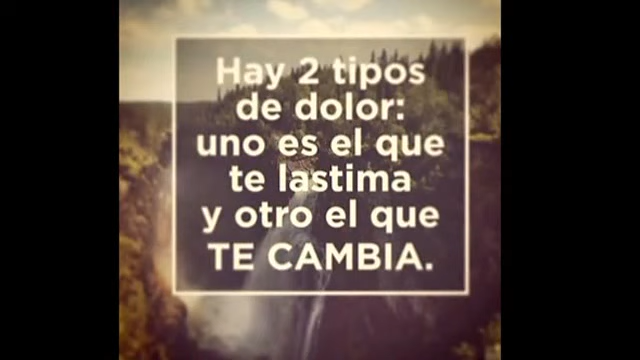 Hay 2 tipos
de dolor:
uno es el que
te lastima
y otro el que
TE CAMBIA.